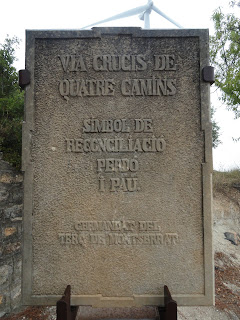 VIA CRUCIS DE
QUATRE CAMINS
SÍMBOL DE
RECONCILIACIÓ
PERDÓ
I PAU.
GERMANDAT DEL
TERÇ DE MONTSERRAT